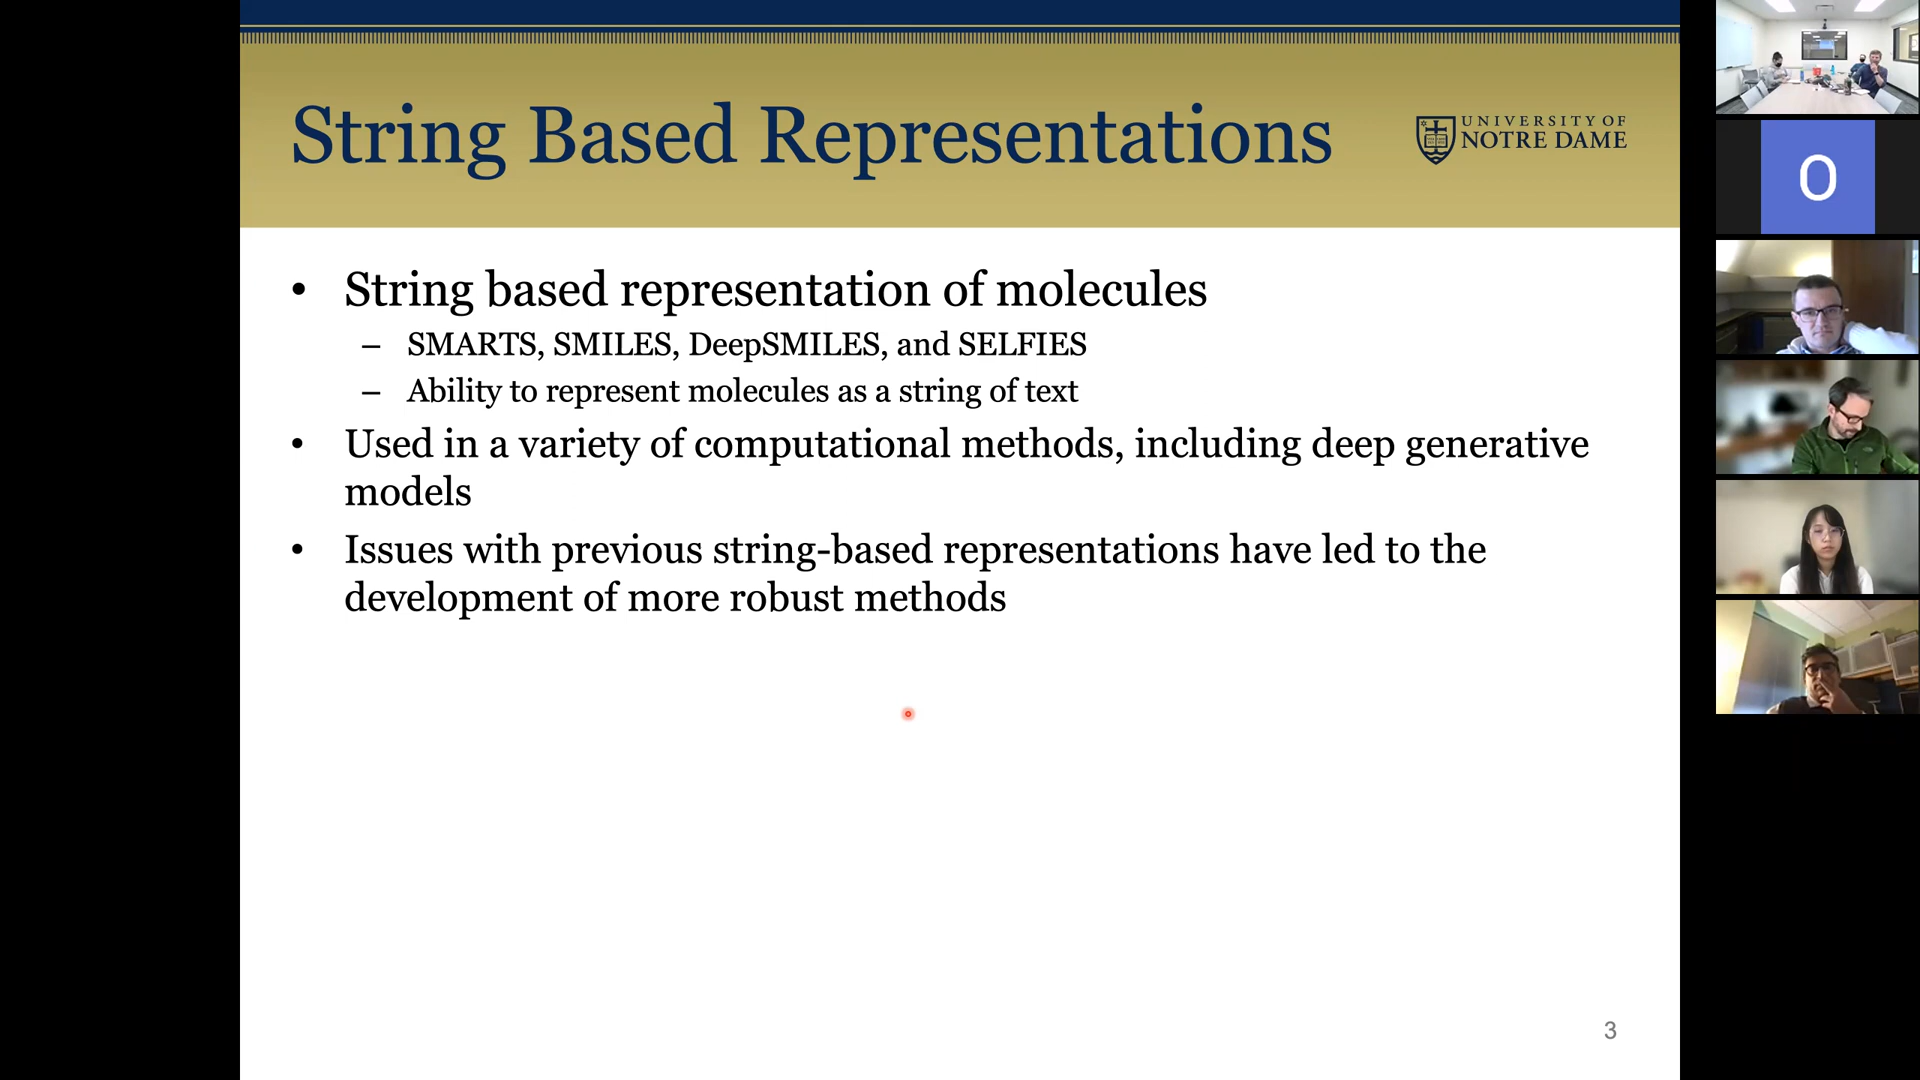 String Based Representations
UNIVERSITY OF
NOTRE DAME
• String based representation of molecules
– SMARTS, SMILES, DeepSMILES, and SELFIES
– Ability to represent molecules as a string of text
• Used in a variety of computational methods, including deep generative
models
• Issues with previous string-based representations have led to the
development of more robust methods
3
O